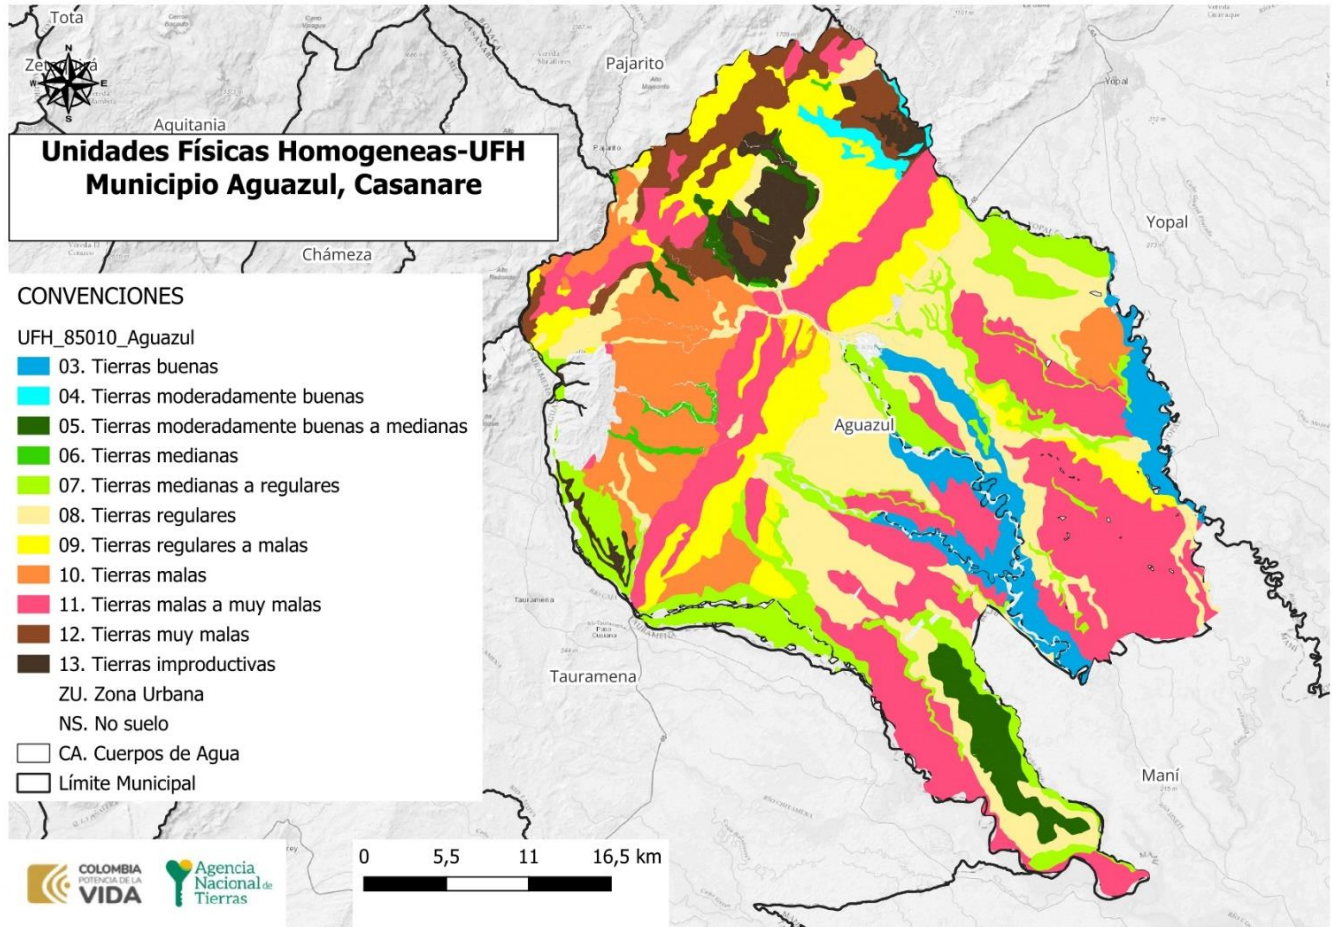 Tota
Zetaquirá
N
W
E
S
Aquitania
Pajarito
Pajarito
Yopal
Unidades Físicas Homogeneas-UFH
Municipio Aguazul, Casanare
Chámeza
Yopal
CONVENCIONES
UFH_85010_Aguazul
03. Tierras buenas
04. Tierras moderadamente buenas
05. Tierras moderadamente buenas a medianas
06. Tierras medianas
07. Tierras medianas a regulares
08. Tierras regulares
09. Tierras regulares a malas
10. Tierras malas
11. Tierras malas a muy malas
12. Tierras muy malas
13. Tierras improductivas
ZU. Zona Urbana
NS. No suelo
CA. Cuerpos de Agua
Límite Municipal
Aguazul
Tauramena
Tauramena
Maní
COLOMBIA
POTENCIA DE LA
VIDA
Agencia
Nacional de
Tierras
0 5,5 11 16,5 km